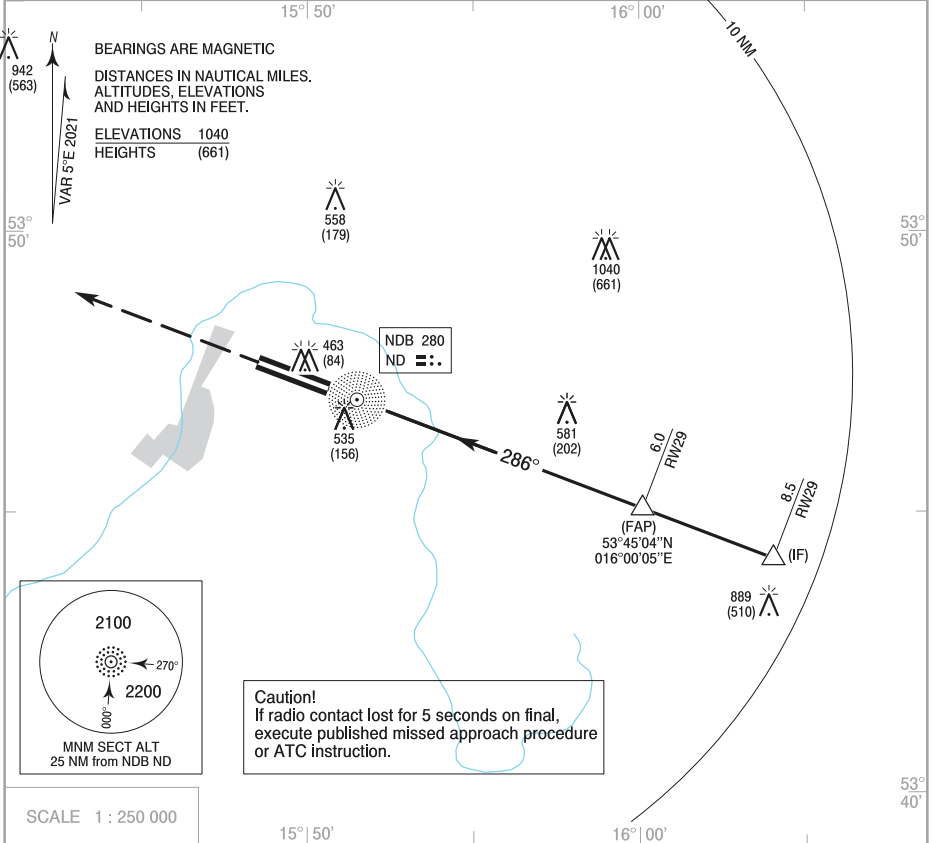 15° 50'
16° 00'
10 NM
942
(563)
N
VAR 5°E 2021
BEARINGS ARE MAGNETIC
DISTANCES IN NAUTICAL MILES.
ALTITUDES, ELEVATIONS
AND HEIGHTS IN FEET.
ELEVATIONS 1040
HEIGHTS (661)
558
(179)
53°
50'
53°
50'
1040
(661)
463
(84)
NDB 280
ND
535
(156)
581
(202)
286°
6.0
RW29
8.5
RW29
(FAP)
53°45'04"N
016°00'05"E
(IF)
889
(510)
2100
270°
2200
000°
MNM SECT ALT
25 NM from NDB ND
Caution!
If radio contact lost for 5 seconds on final,
execute published missed approach procedure
or ATC instruction.
53°
40'
SCALE 1 : 250 000
15° 50'
16° 00'